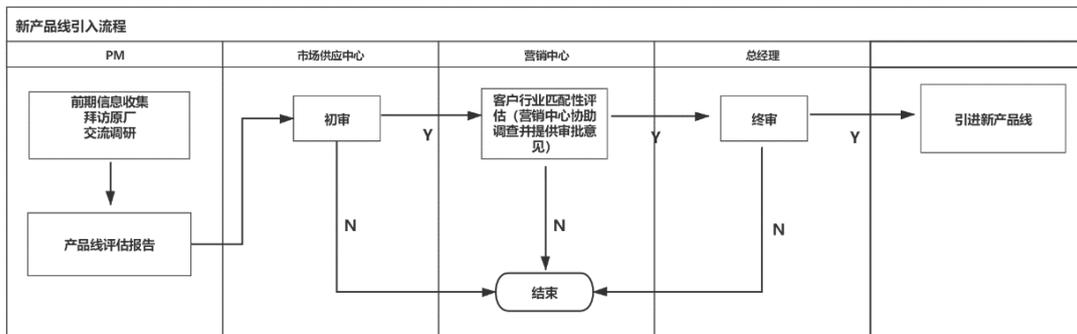 新产品线引入流程
PM
市场供应中心
营销中心
总经理
前期信息收集
拜访原厂
交流调研
产品线评估报告
初审
Y
N
客户行业匹配性评
估（营销中心协助
调查并提供审批意
见）
Y
N
终审
Y
N
引进新产品线
结束